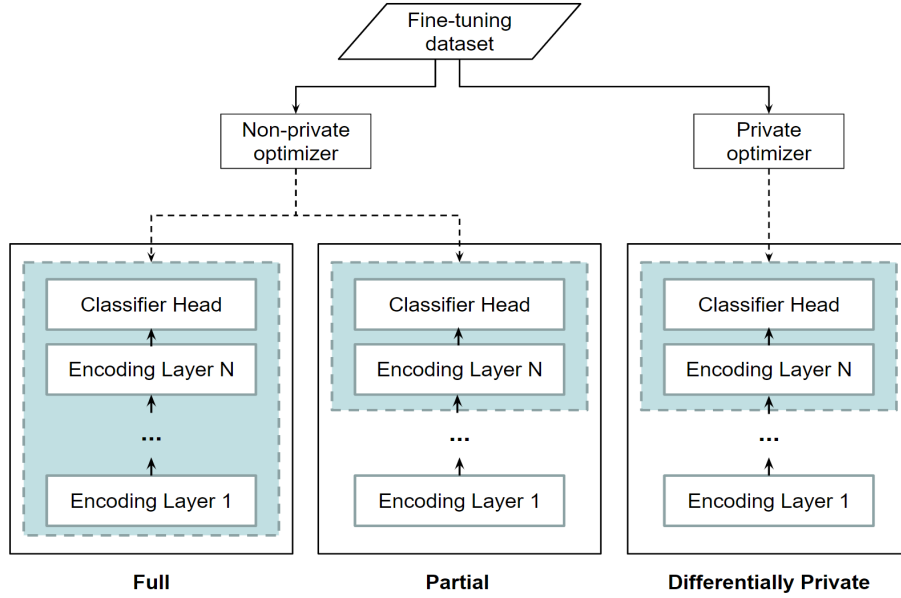 Fine-tuning
dataset
Non-private
optimizer
Private
optimizer
Classifier Head
Encoding Layer N
...
Encoding Layer 1
Full
Classifier Head
Encoding Layer N
...
Encoding Layer 1
Partial
Classifier Head
Encoding Layer N
...
Encoding Layer 1
Differentially Private